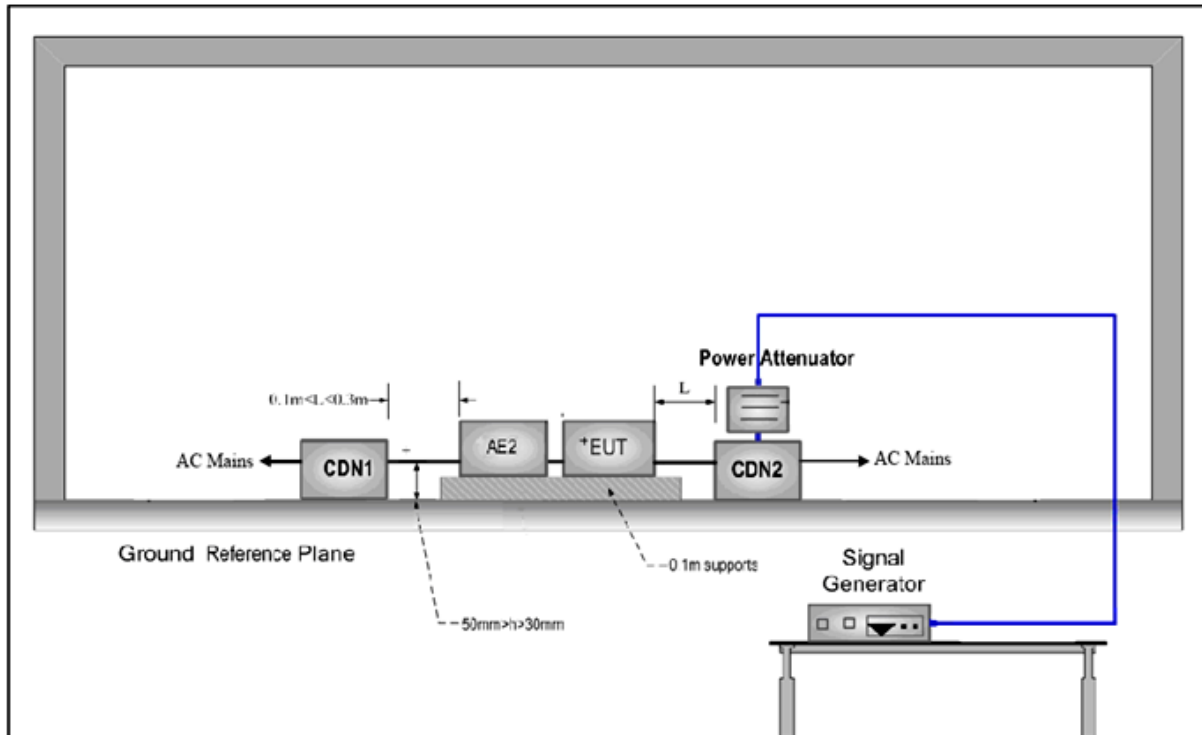 Power Attenuator
L
0.1m<L<0.3m
AE2
+EUT
AC Mains
CDN1
CDN2
AC Mains
Ground Reference Plane
0 1m supports
Signal
Generator
50mm>h>30mm